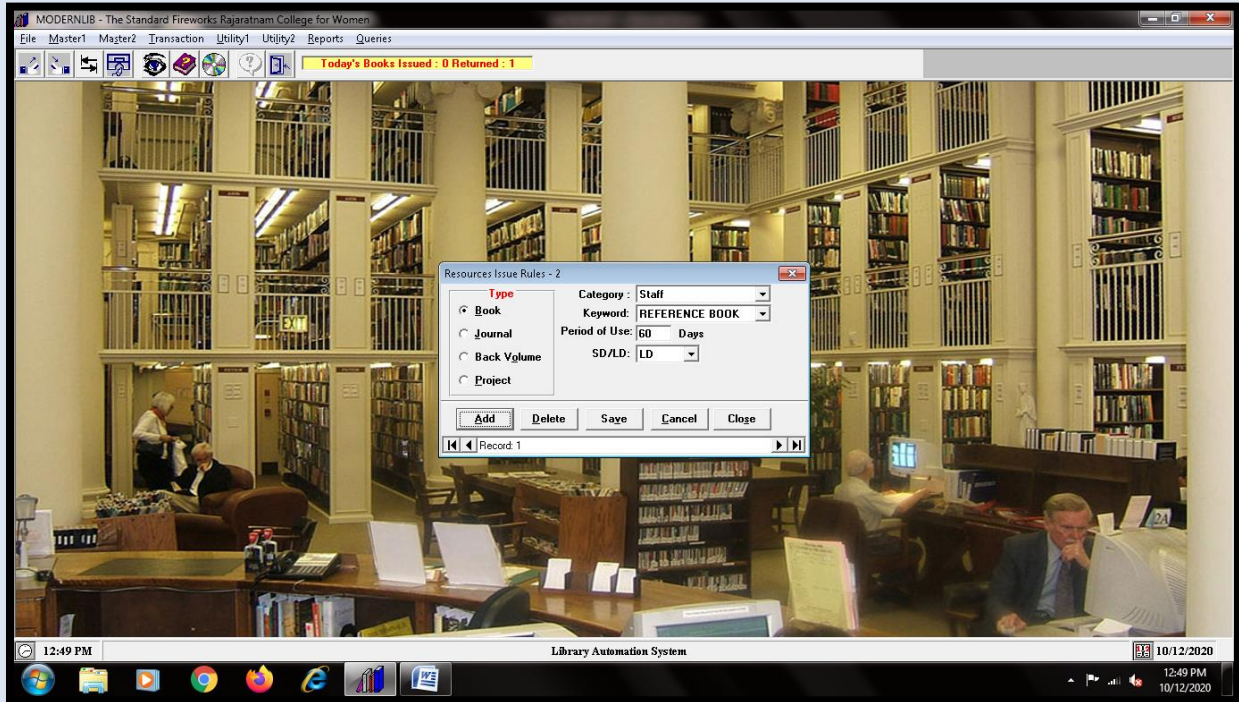 MODERNLIB - The Standard Fireworks Rajaratnam College for Women
File Master1 Master2 Transaction Utility1 Utility2 Reports Queries
Today's Books Issued : 0 Returned : 1
EXIT
Resources Issue Rules - 2
Type
Book
Journal
Back Volume
Project
Category : Staff
Keyword: REFERENCE BOOK
Period of Use: 60 Days
SD/LD: LD
Add Delete Save Cancel Close
Record: 1
2A
12:49 PM Library Automation System 10/12/2020
12:49 PM
10/12/2020